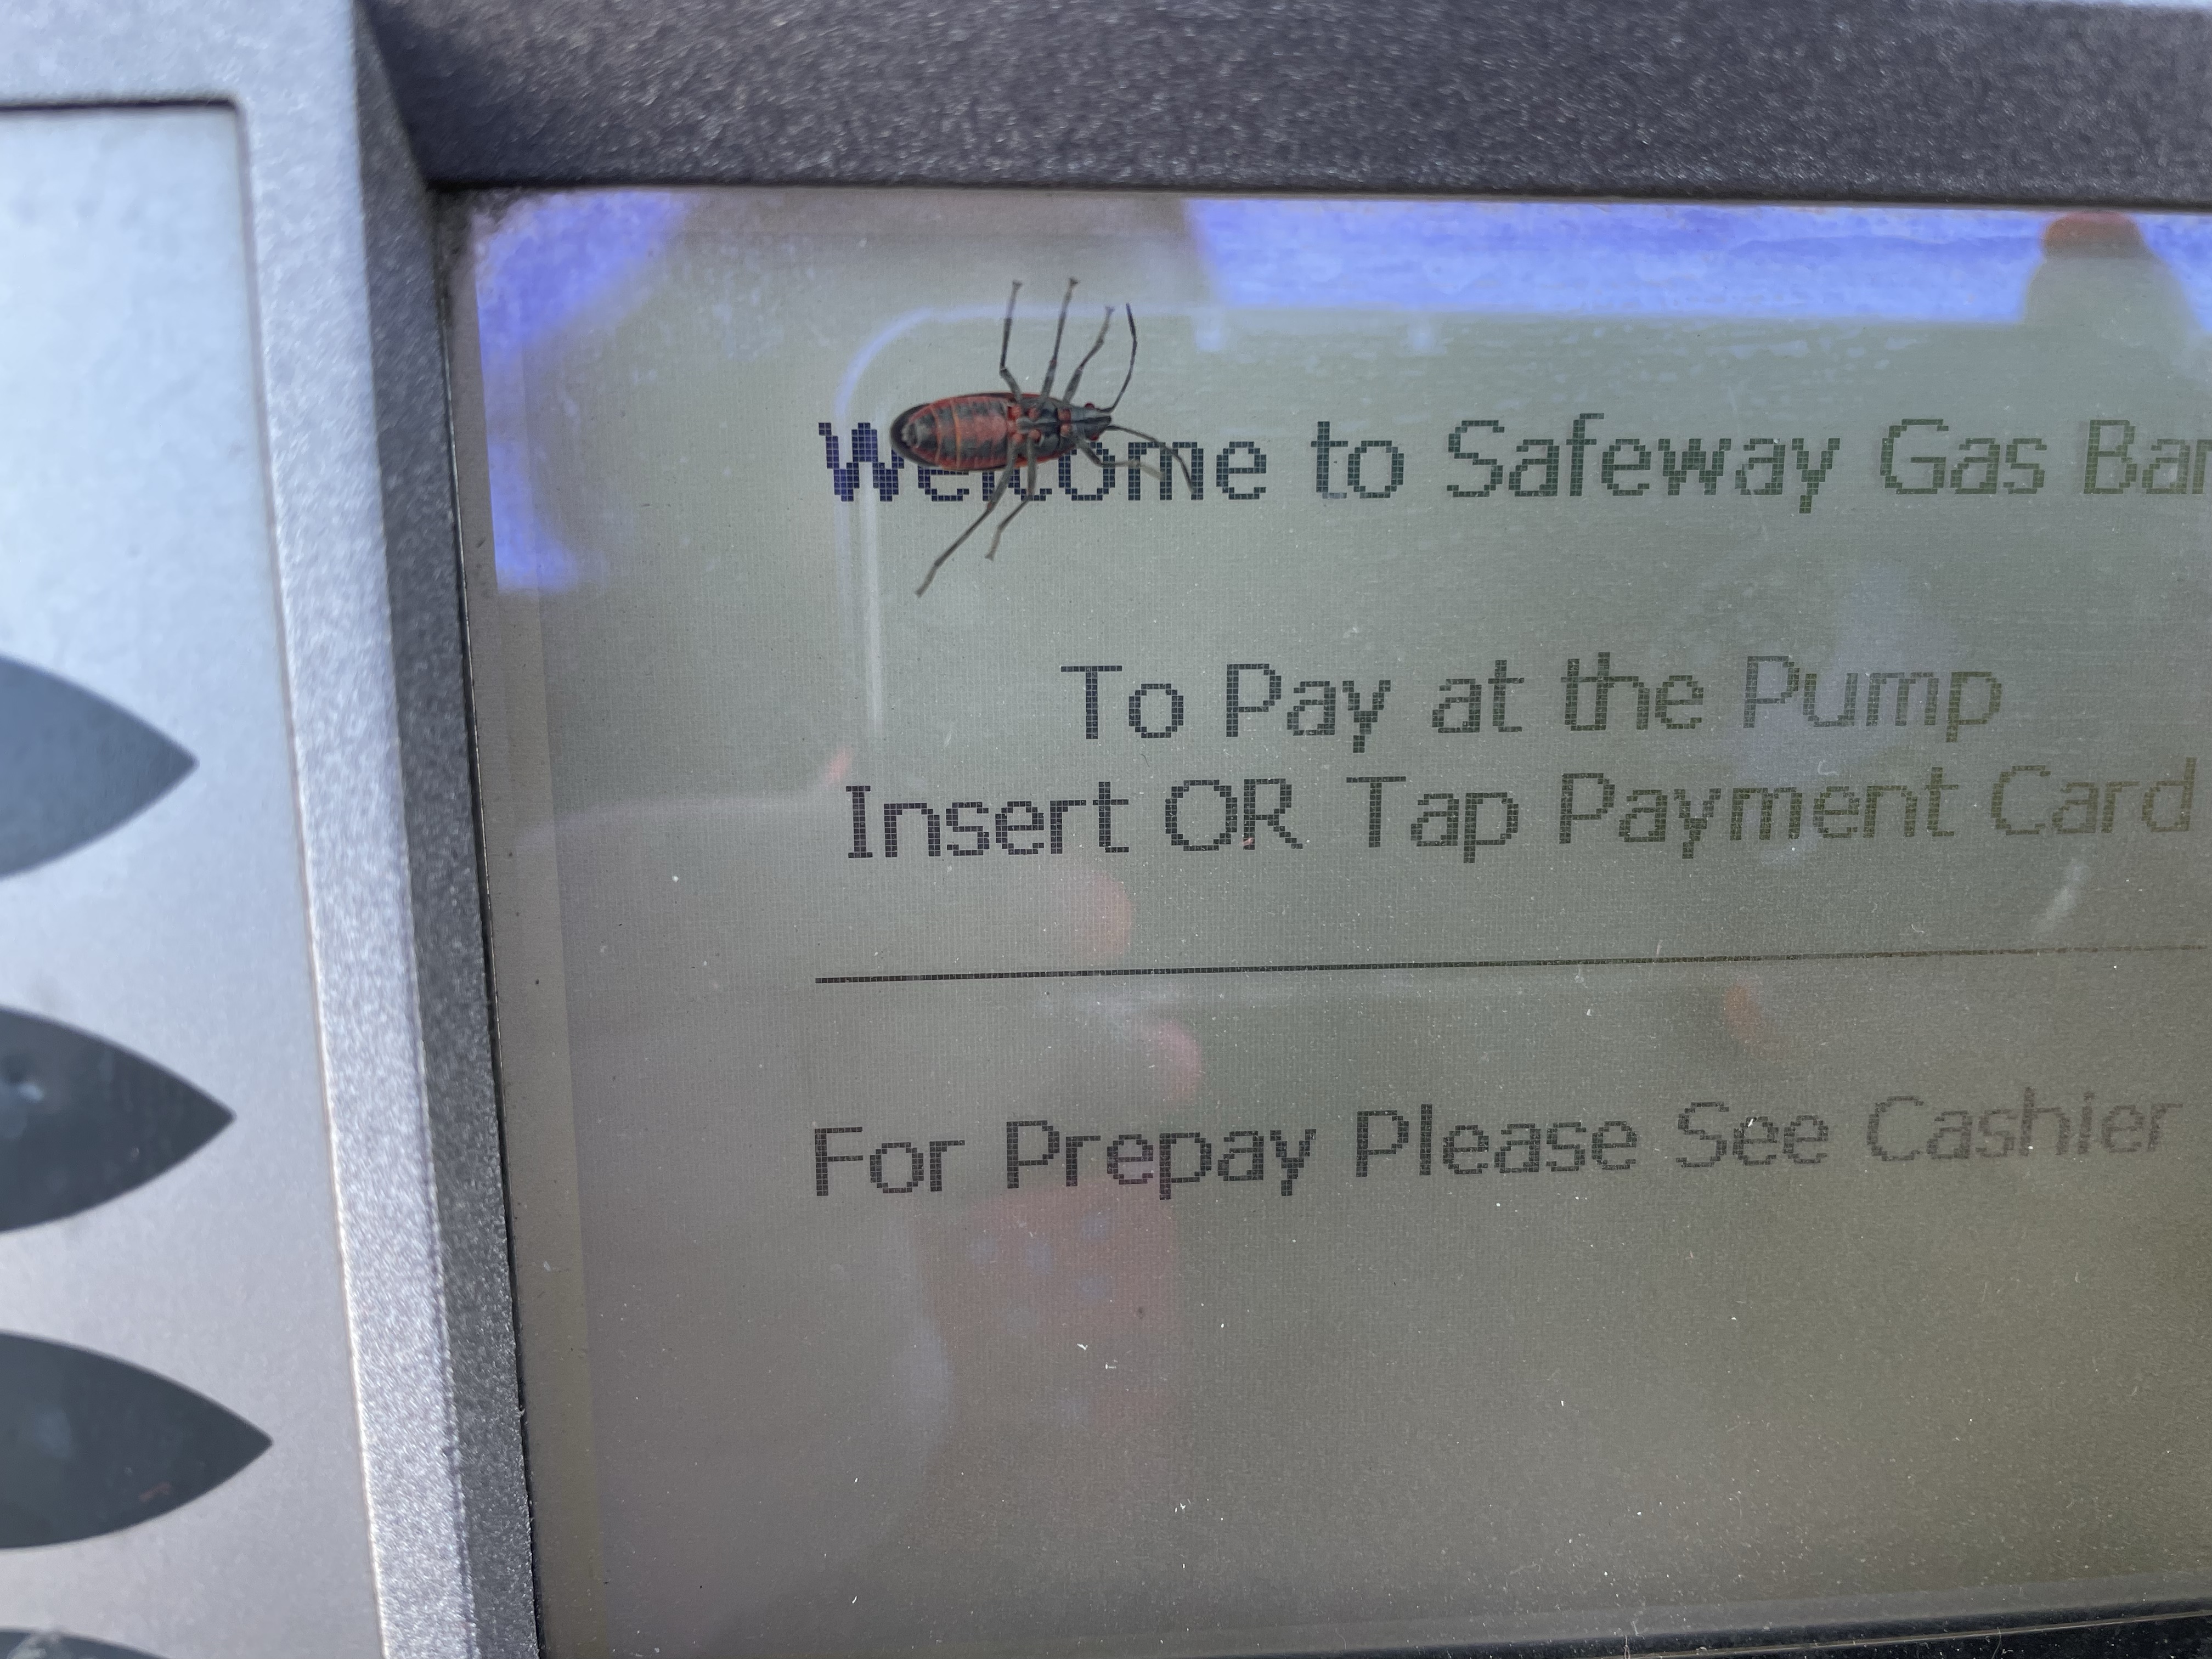 Welcome to Safeway Gas Bar
To Pay at the Pump
Insert OR Tap Payment Card
For Prepay Please See Cashier